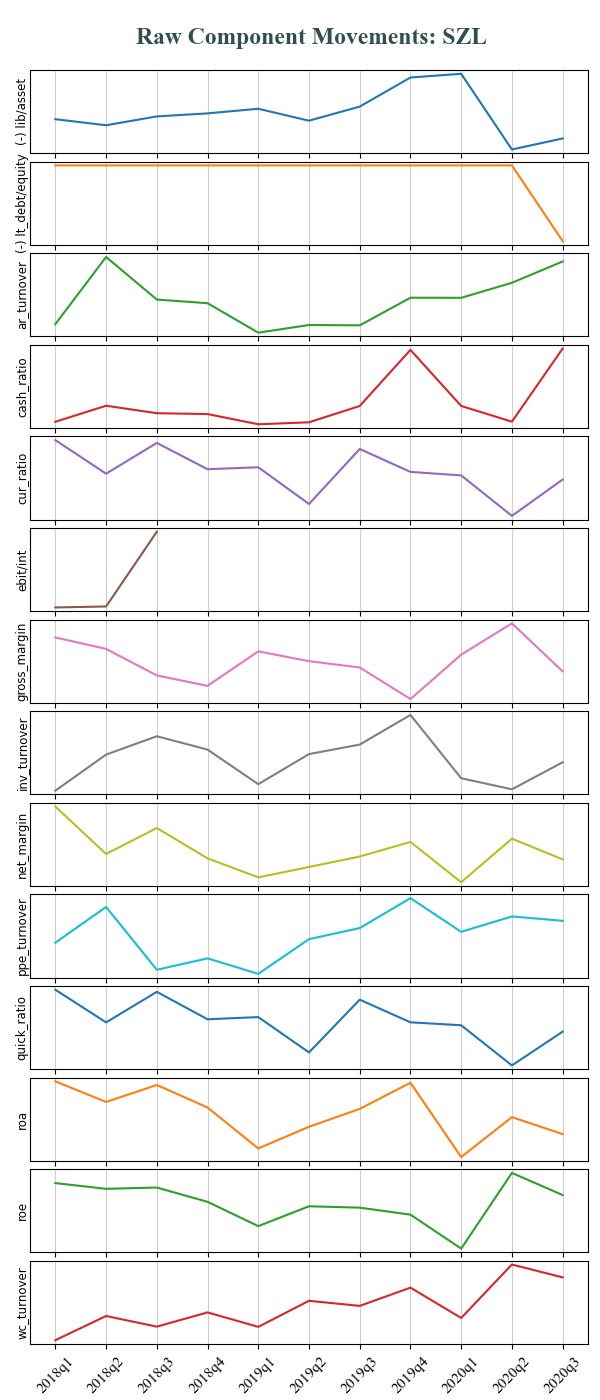 Raw Component Movements: SZL
(-) lib/asset
(-) lt_debt/equity
ar_turnover
cash_ratio
cur_ratio
ebit/int
gross_margin
inv_turnover
net_margin
ppe_turnover
quick_ratio
roa
roe
wc_turnover
2018q1 2018q2 2018q3 2018q4 2019q1 2019q2 2019q3 2019q4 2020q1 2020q2 2020q3